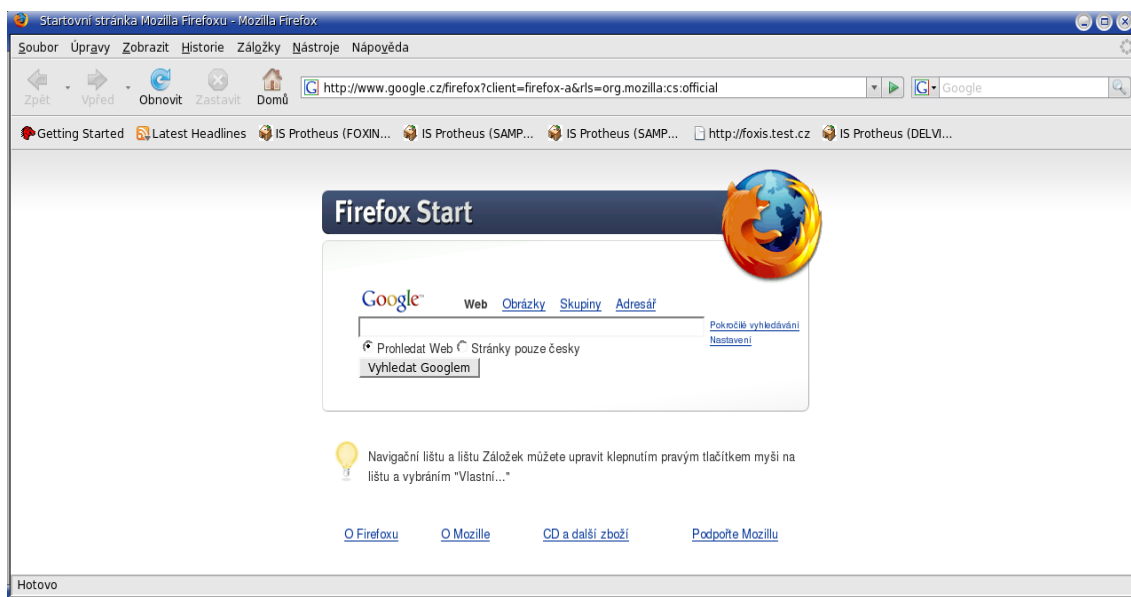 Startovní stránka Mozilla Firefoxu - Mozilla Firefox
Soubor Úpravy Zobrazit Historie Záložky Nástroje Nápověda
Zpět Vpřed Obnovit Zastavit Domů http://www.google.cz/firefox?client=firefox-a&rls=org.mozilla:cs:official G Google
Getting Started Latest Headlines IS Protheus (FOXIN... IS Protheus (SAMP... IS Protheus (SAMP... http://foxis.test.cz IS Protheus (DELVI...
Firefox Start
Google™ Web Obrázky Skupiny Adresář
Pokročilé vyhledávání
Nastavení
Prohledat Web Stránky pouze česky
Vyhledat Googlem
Navigační lištu a lištu Záložek můžete upravit klepnutím pravým tlačítkem myši na
lištu a vybráním "Vlastní..."
O Firefoxu O Mozille CD a další zboží Podpořte Mozillu
Hotovo